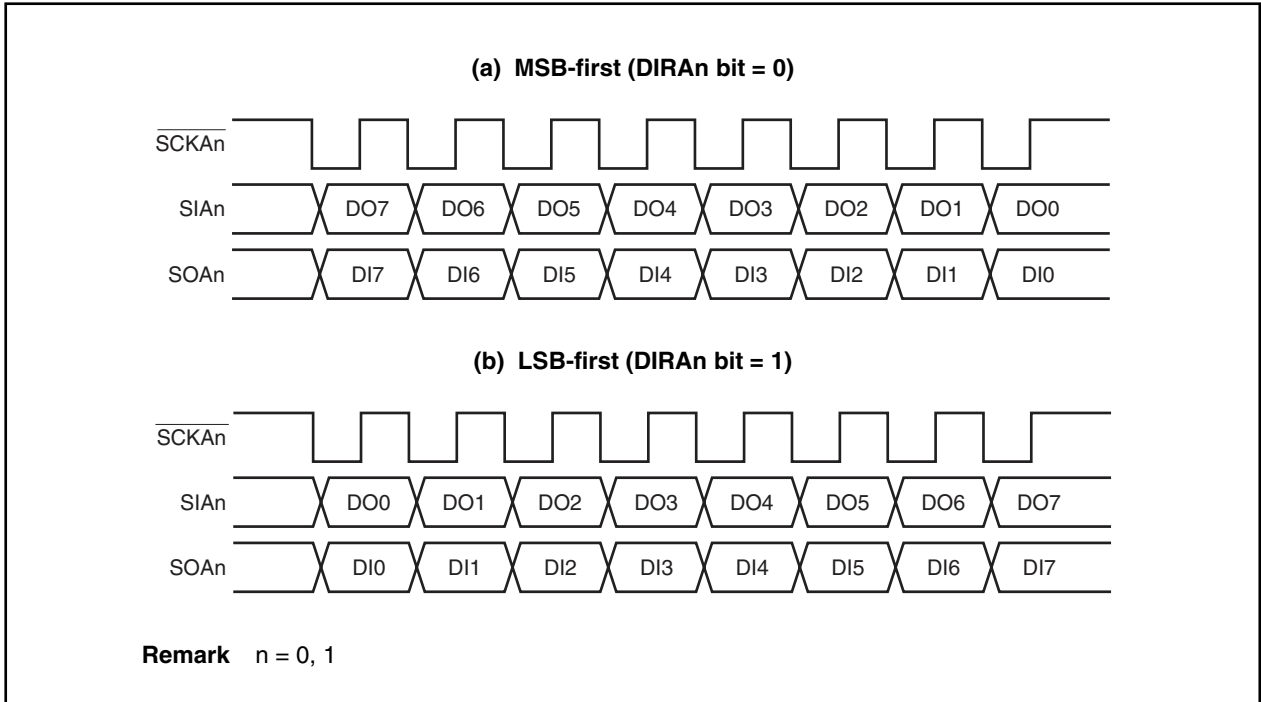 (a) MSB-first (DIRAn bit = 0)
SCKAn
SIAn DO7 DO6 DO5 DO4 DO3 DO2 DO1 DO0
SOAn DI7 DI6 DI5 DI4 DI3 DI2 DI1 DI0
(b) LSB-first (DIRAn bit = 1)
SCKAn
SIAn DO0 DO1 DO2 DO3 DO4 DO5 DO6 DO7
SOAn DI0 DI1 DI2 DI3 DI4 DI5 DI6 DI7
Remark n = 0, 1